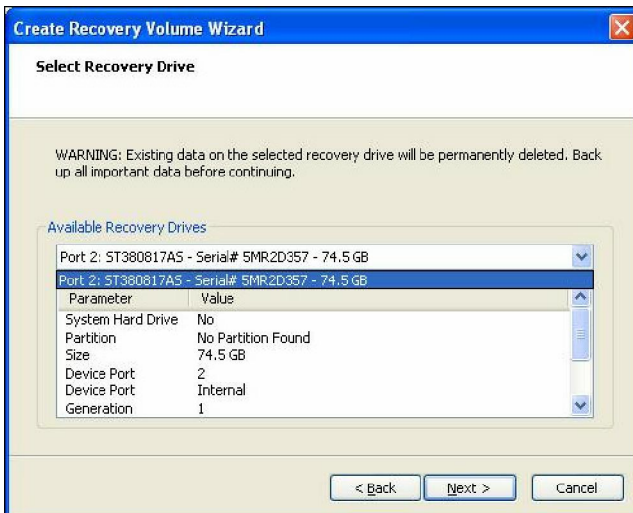 Create Recovery Volume Wizard
Select Recovery Drive
WARNING: Existing data on the selected recovery drive will be permanently deleted. Back
up all important data before continuing.
Available Recovery Drives
Port 2: ST380817AS - Serial# 5MR2D357 - 74.5 GB
Port 2: ST380817AS - Serial# 5MR2D357 - 74.5 GB
Parameter Value
System Hard Drive No
Partition No Partition Found
Size 74.5 GB
Device Port 2
Device Port Internal
Generation 1
< Back Next > Cancel